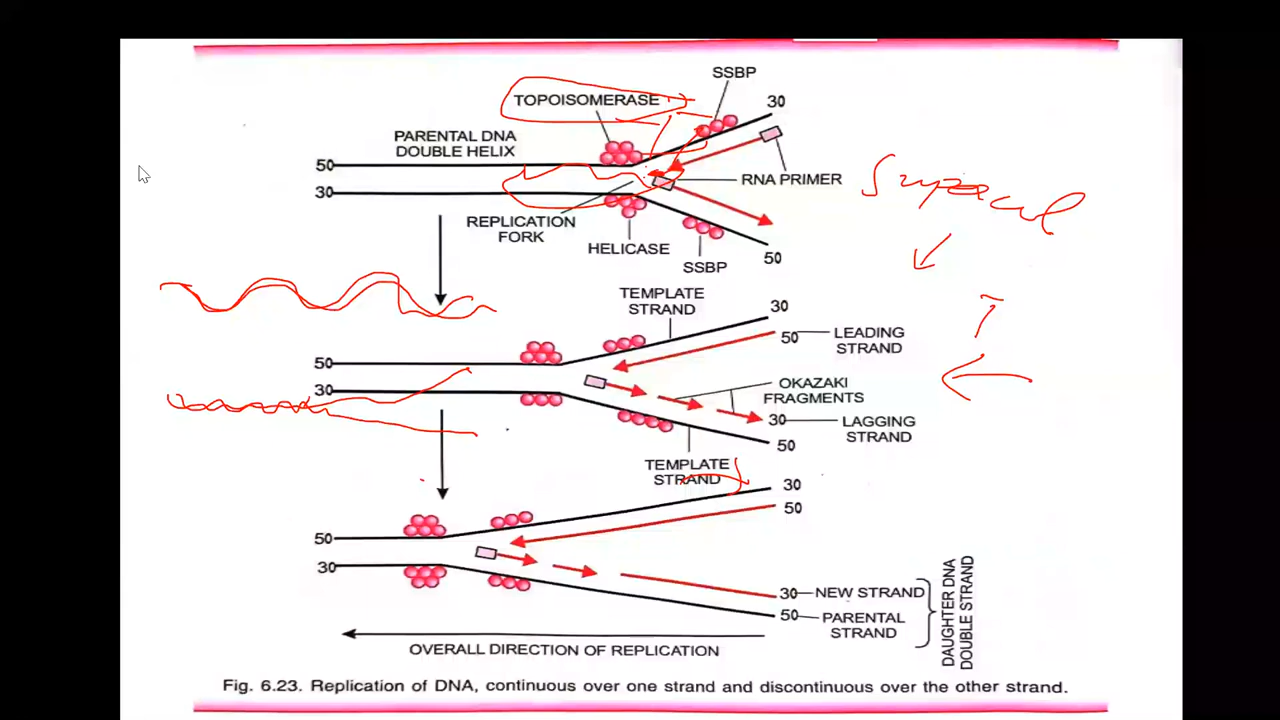 SSBP
TOPOISOMERASE
30
PARENTAL DNA
DOUBLE HELIX
50
30
RNA PRIMER
REPLICATION
FORK
HELICASE
SSBP
50
TEMPLATE
STRAND
30
50
LEADING
STRAND
50
30
OKAZAKI
FRAGMENTS
30
LAGGING
STRAND
50
TEMPLATE
STRAND
30
50
50
30
30
NEW STRAND
50
PARENTAL
STRAND
DAUGHTER DNA
DOUBLE STRAND
OVERALL DIRECTION OF REPLICATION
Fig. 6.23. Replication of DNA, continuous over one strand and discontinuous over the other strand.